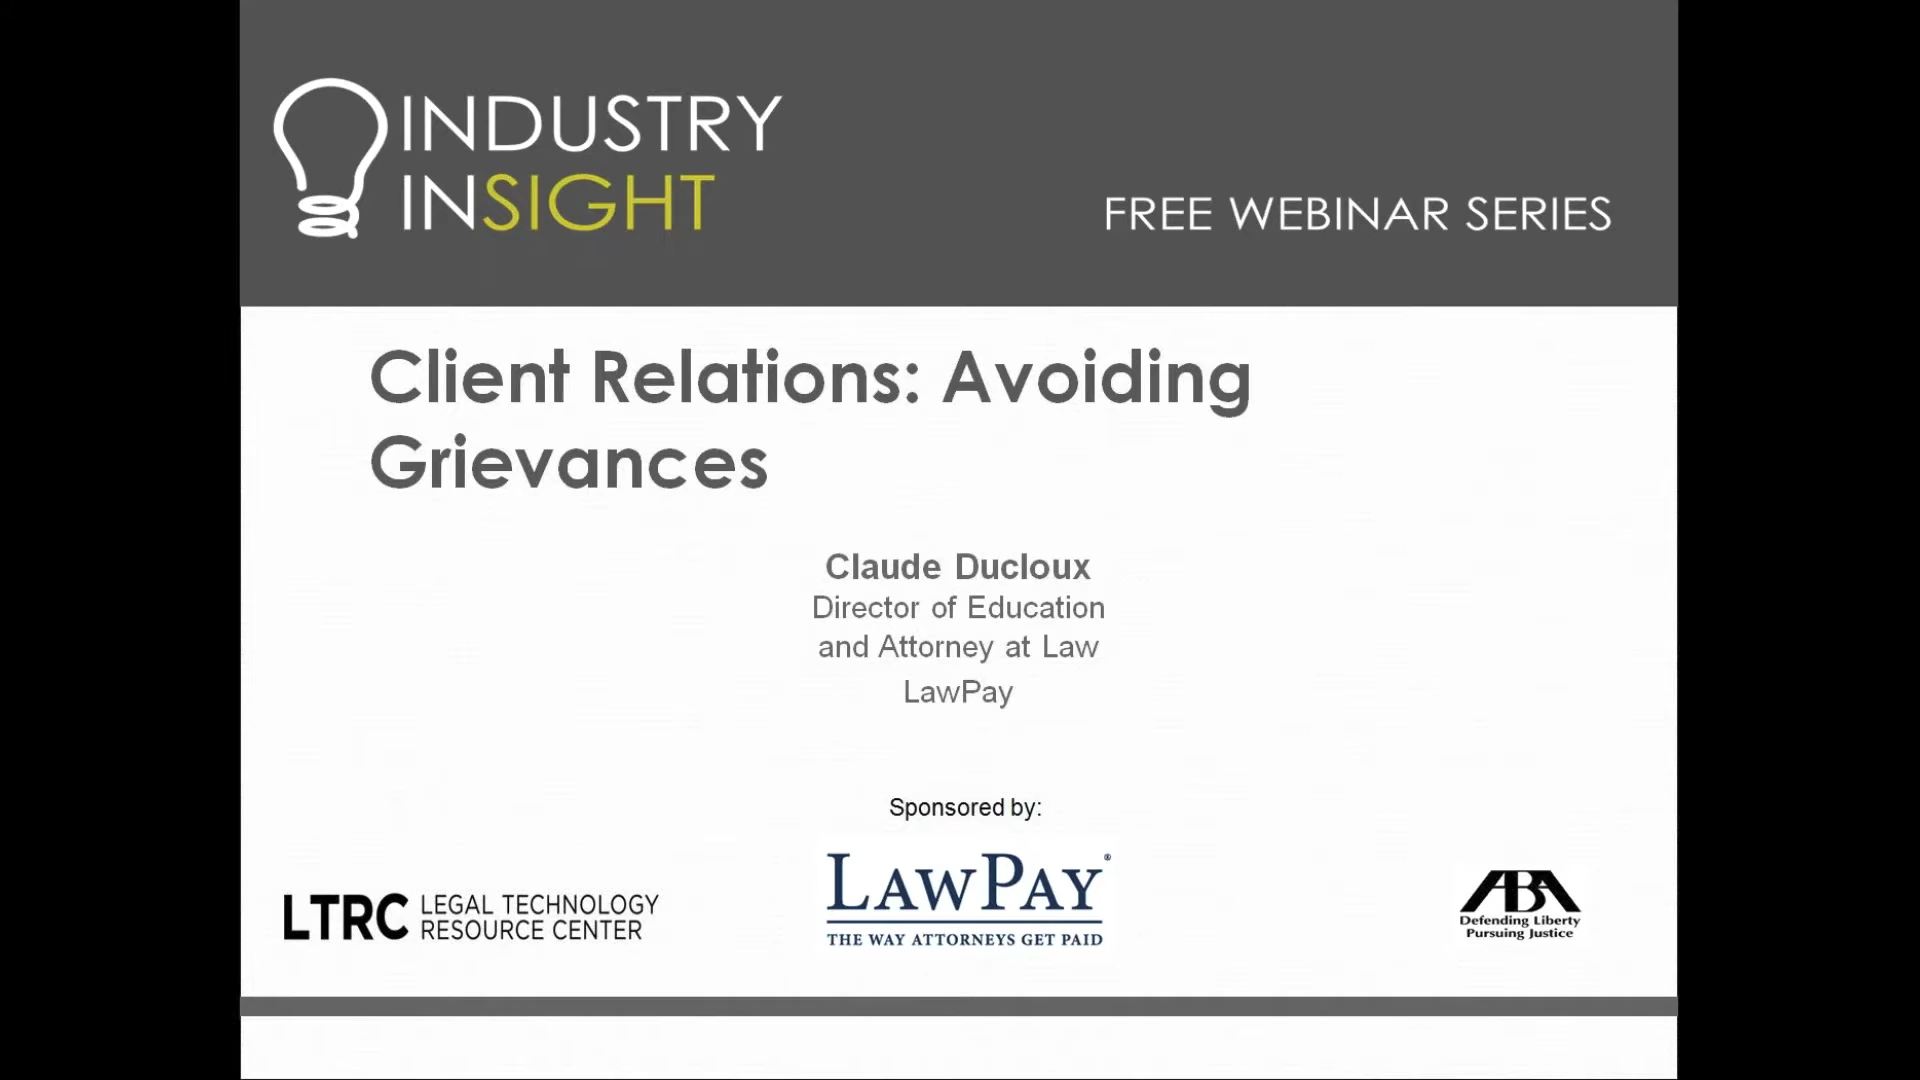 INDUSTRY
INSIGHT
FREE WEBINAR SERIES
Client Relations: Avoiding
Grievances
Claude Ducloux
Director of Education
and Attorney at Law
LawPay
Sponsored by:
LTRC LEGAL TECHNOLOGY
RESOURCE CENTER
LAWPAY®
THE WAY ATTORNEYS GET PAID
ABA
Defending Liberty
Pursuing Justice